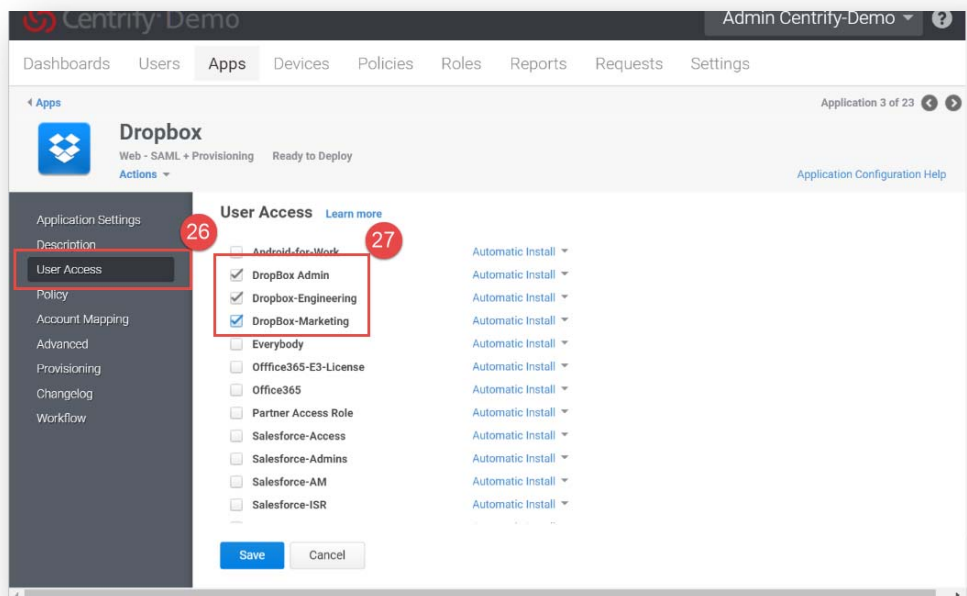 Centrify Demo Admin Centrify-Demo ?
Dashboards Users Apps Devices Policies Roles Reports Requests Settings
Apps Application 3 of 23
Dropbox
Web - SAML + Provisioning Ready to Deploy
Actions Application Configuration Help
Application Settings
Description
User Access
Policy
Account Mapping
Advanced
Provisioning
Changelog
Workflow
26
User Access Learn more
27
Android-for-Work Automatic Install
DropBox Admin Automatic Install
Dropbox-Engineering Automatic Install
DropBox-Marketing Automatic Install
Everybody Automatic Install
Offfice365-E3-License Automatic Install
Office365 Automatic Install
Partner Access Role Automatic Install
Salesforce-Access Automatic Install
Salesforce-Admins Automatic Install
Salesforce-AM Automatic Install
Salesforce-ISR Automatic Install
Save Cancel